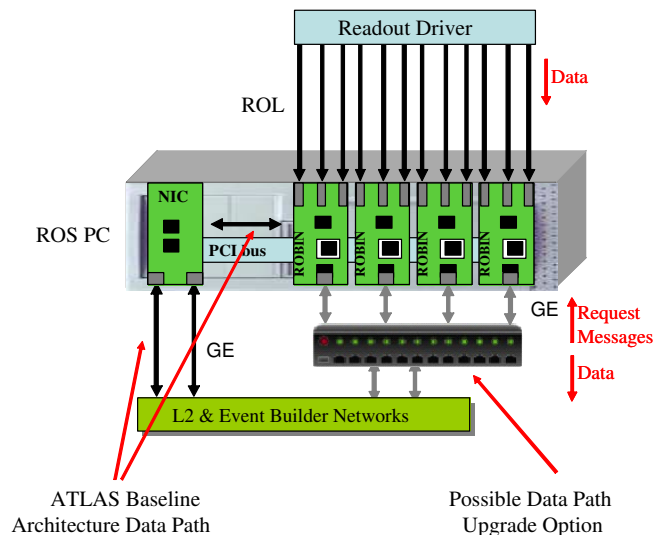 Readout Driver
Data
ROL
NIC
ROS PC
PCI bus
ROBIN
ROBIN
ROBIN
ROBIN
GE
GE
Request
Messages
Data
L2 & Event Builder Networks
ATLAS Baseline
Architecture Data Path
Possible Data Path
Upgrade Option